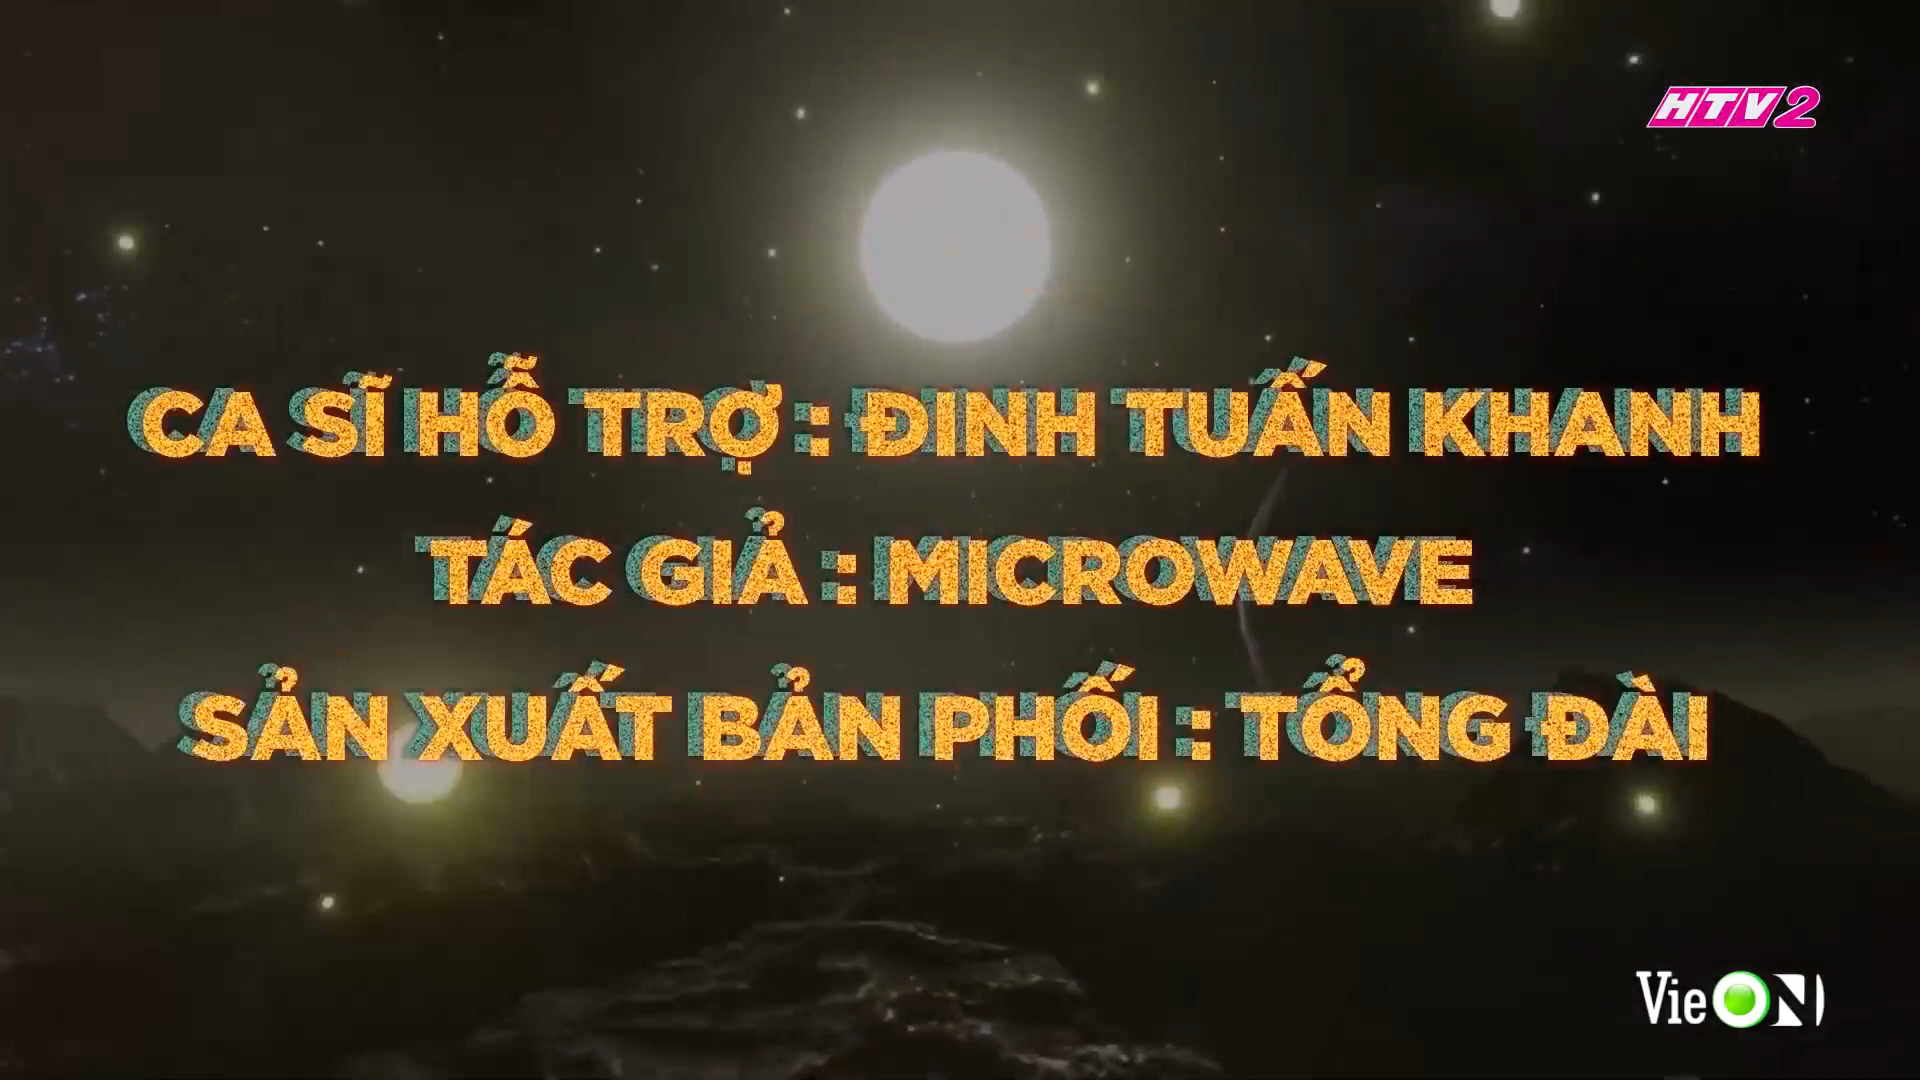 HTV2
CA SĨ HỖ TRỢ : ĐINH TUẤN KHANH
TÁC GIẢ : MICROWAVE
SẢN XUẤT BẢN PHỐI : TỔNG ĐÀI
VieON